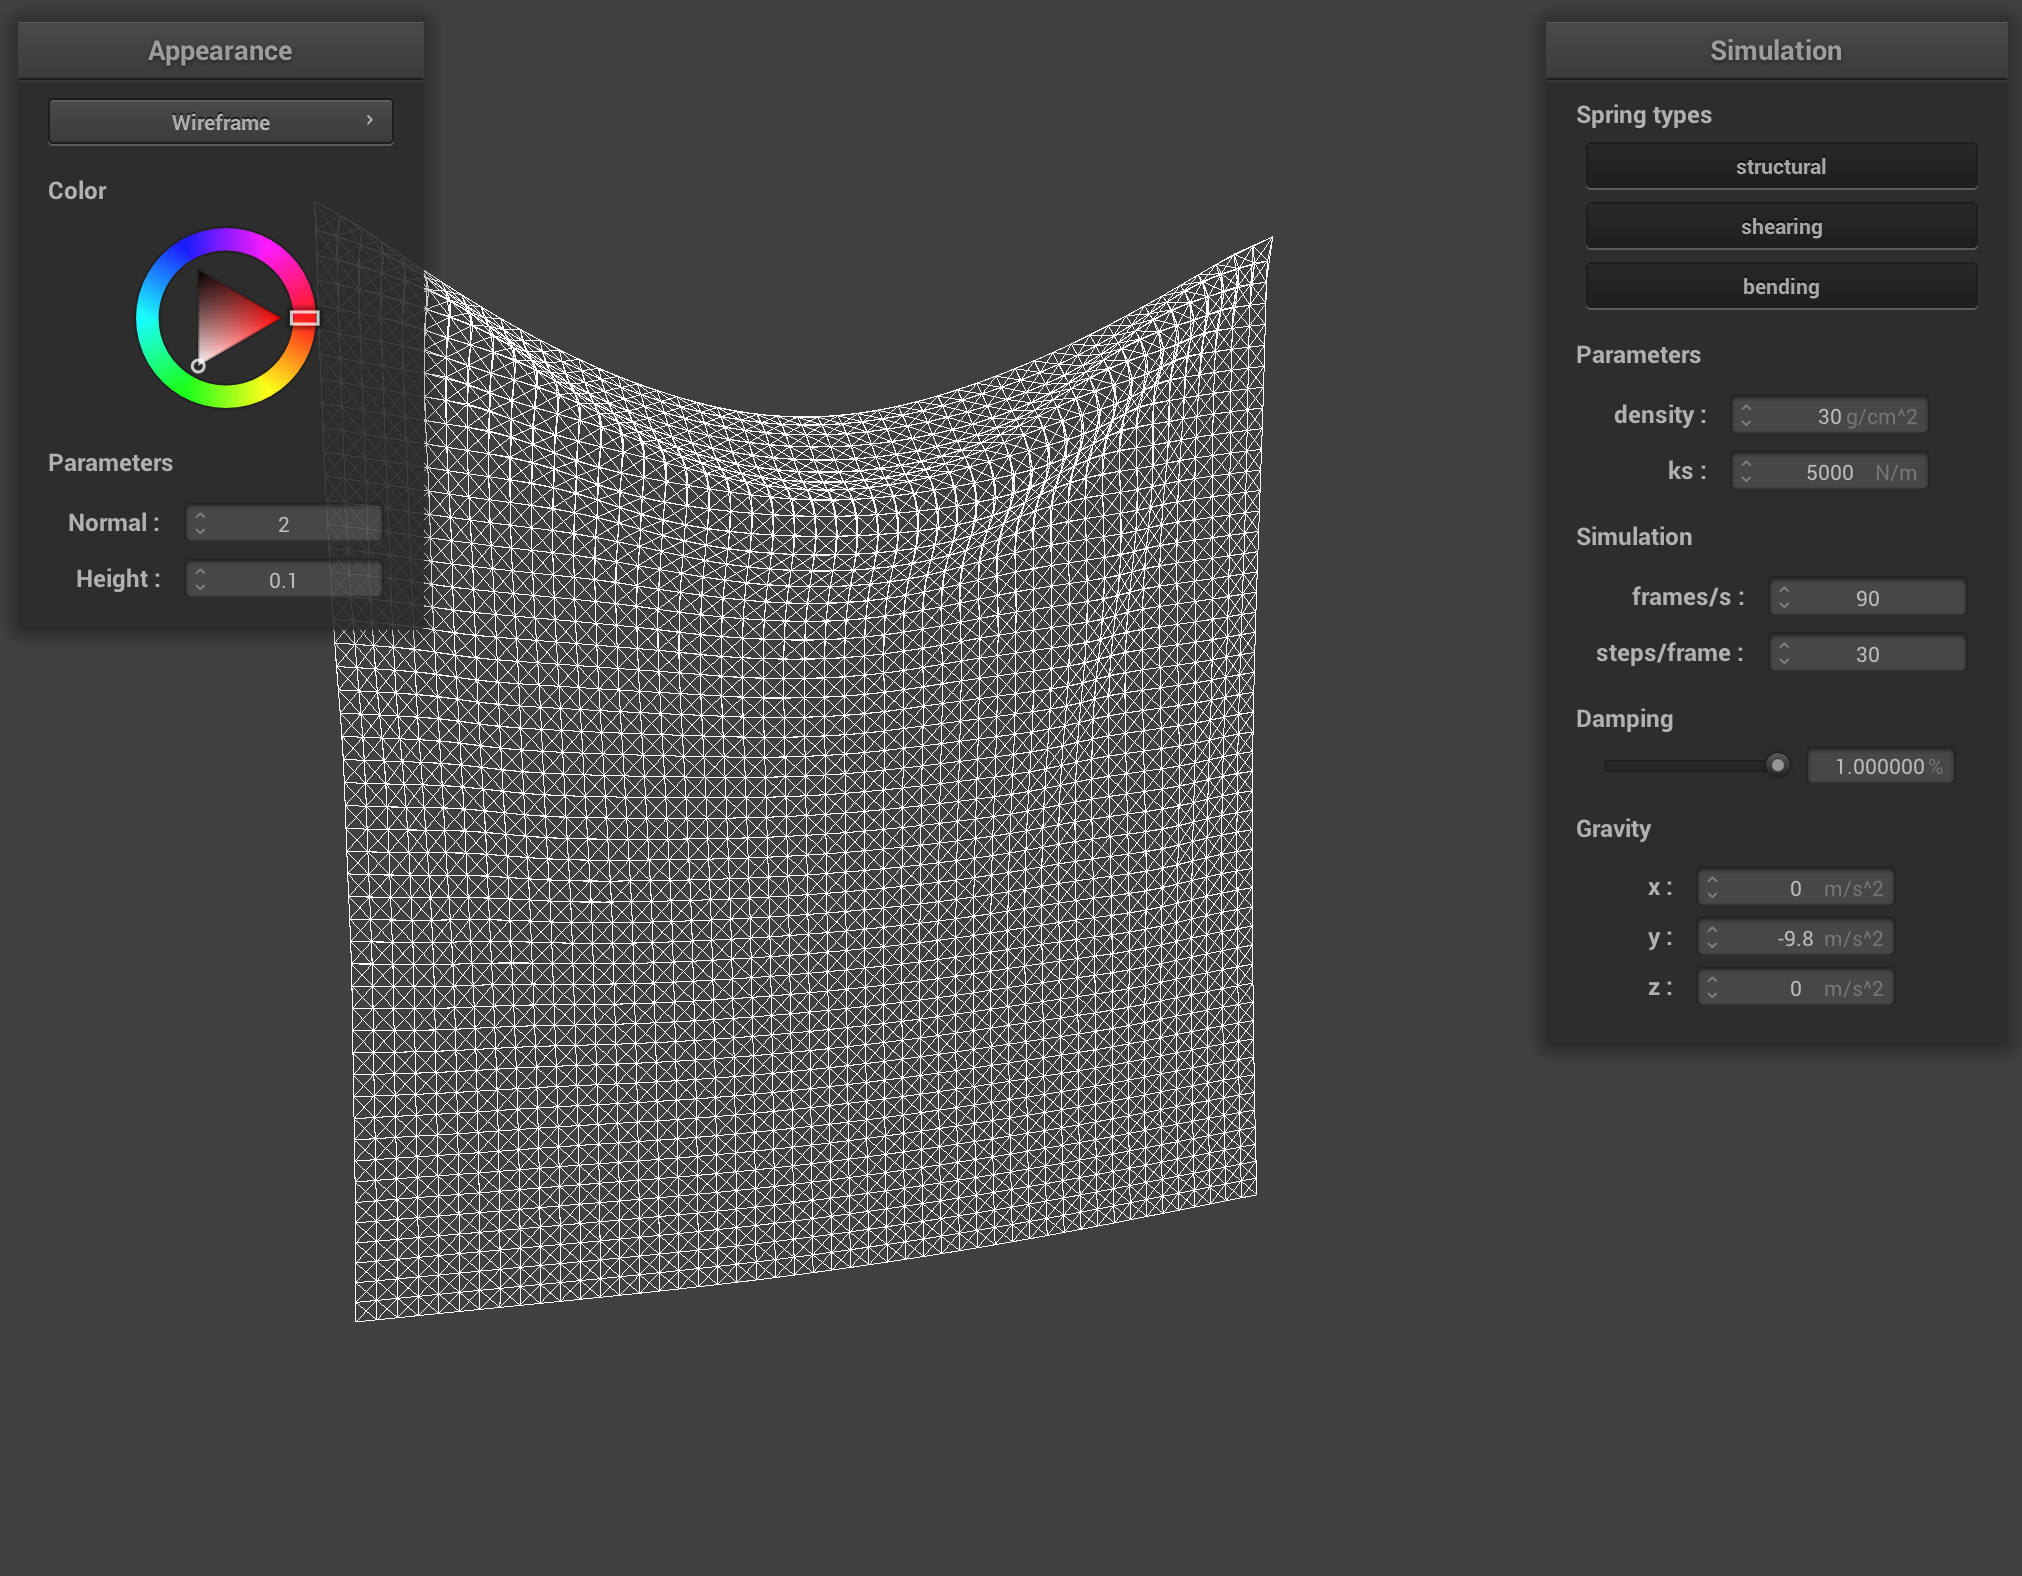 Appearance
Wireframe
Color
Parameters
Normal : 2
Height : 0.1
Simulation
Spring types
structural
shearing
bending
Parameters
density : 30 g/cm^2
ks : 5000 N/m
Simulation
frames/s : 90
steps/frame : 30
Damping
1.000000 %
Gravity
x : 0 m/s^2
y : -9.8 m/s^2
z : 0 m/s^2